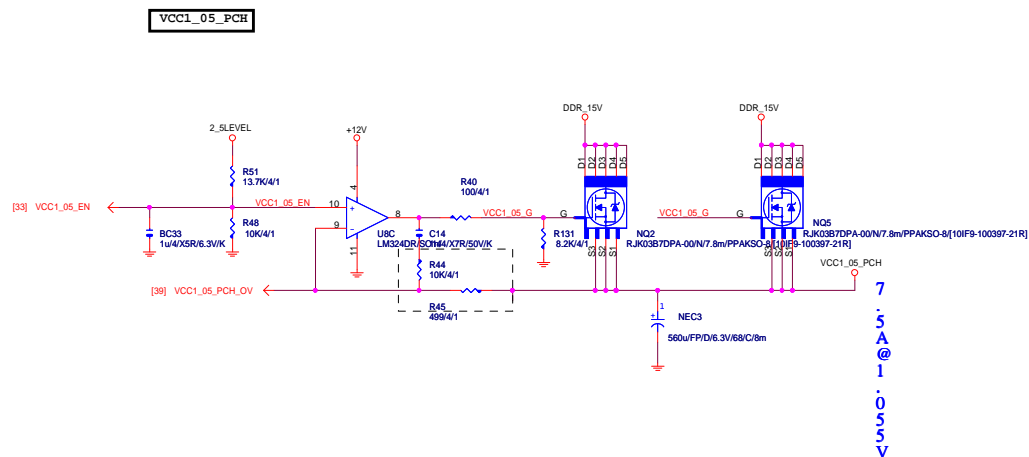 VCC1_05_PCH
DDR_15V
DDR_15V
2_5LEVEL
+12V
D1
D2
D3
D4
D5
D1
D2
D3
D4
D5
R51
13.7K/4/1
R40
100/4/1
[33] VCC1_05_EN
VCC1_05_EN
10
+
4
8
VCC1_05_G
G
VCC1_05_G
G
9
-
11
BC33
1u/4/X5R/6.3V/K
R48
10K/4/1
U8C
LM324DR/SO
C14
/4/X7R/50V/K
R131
8.2K/4/1
NQ2
RJK03B7DPA-00/N/7.8m/PPAKSO-8/[10IF9-100397-21R]
NQ5
RJK03B7DPA-00/N/7.8m/PPAKSO-8/[10IF9-100397-21R]
S3
S2
S1
S3
S2
S1
R44
10K/4/1
VCC1_05_PCH
[39] VCC1_05_PCH_OV
R45
499/4/1
1
+
NEC3
560u/FP/D/6.3V/68/C/8m
7.5A@1.055V